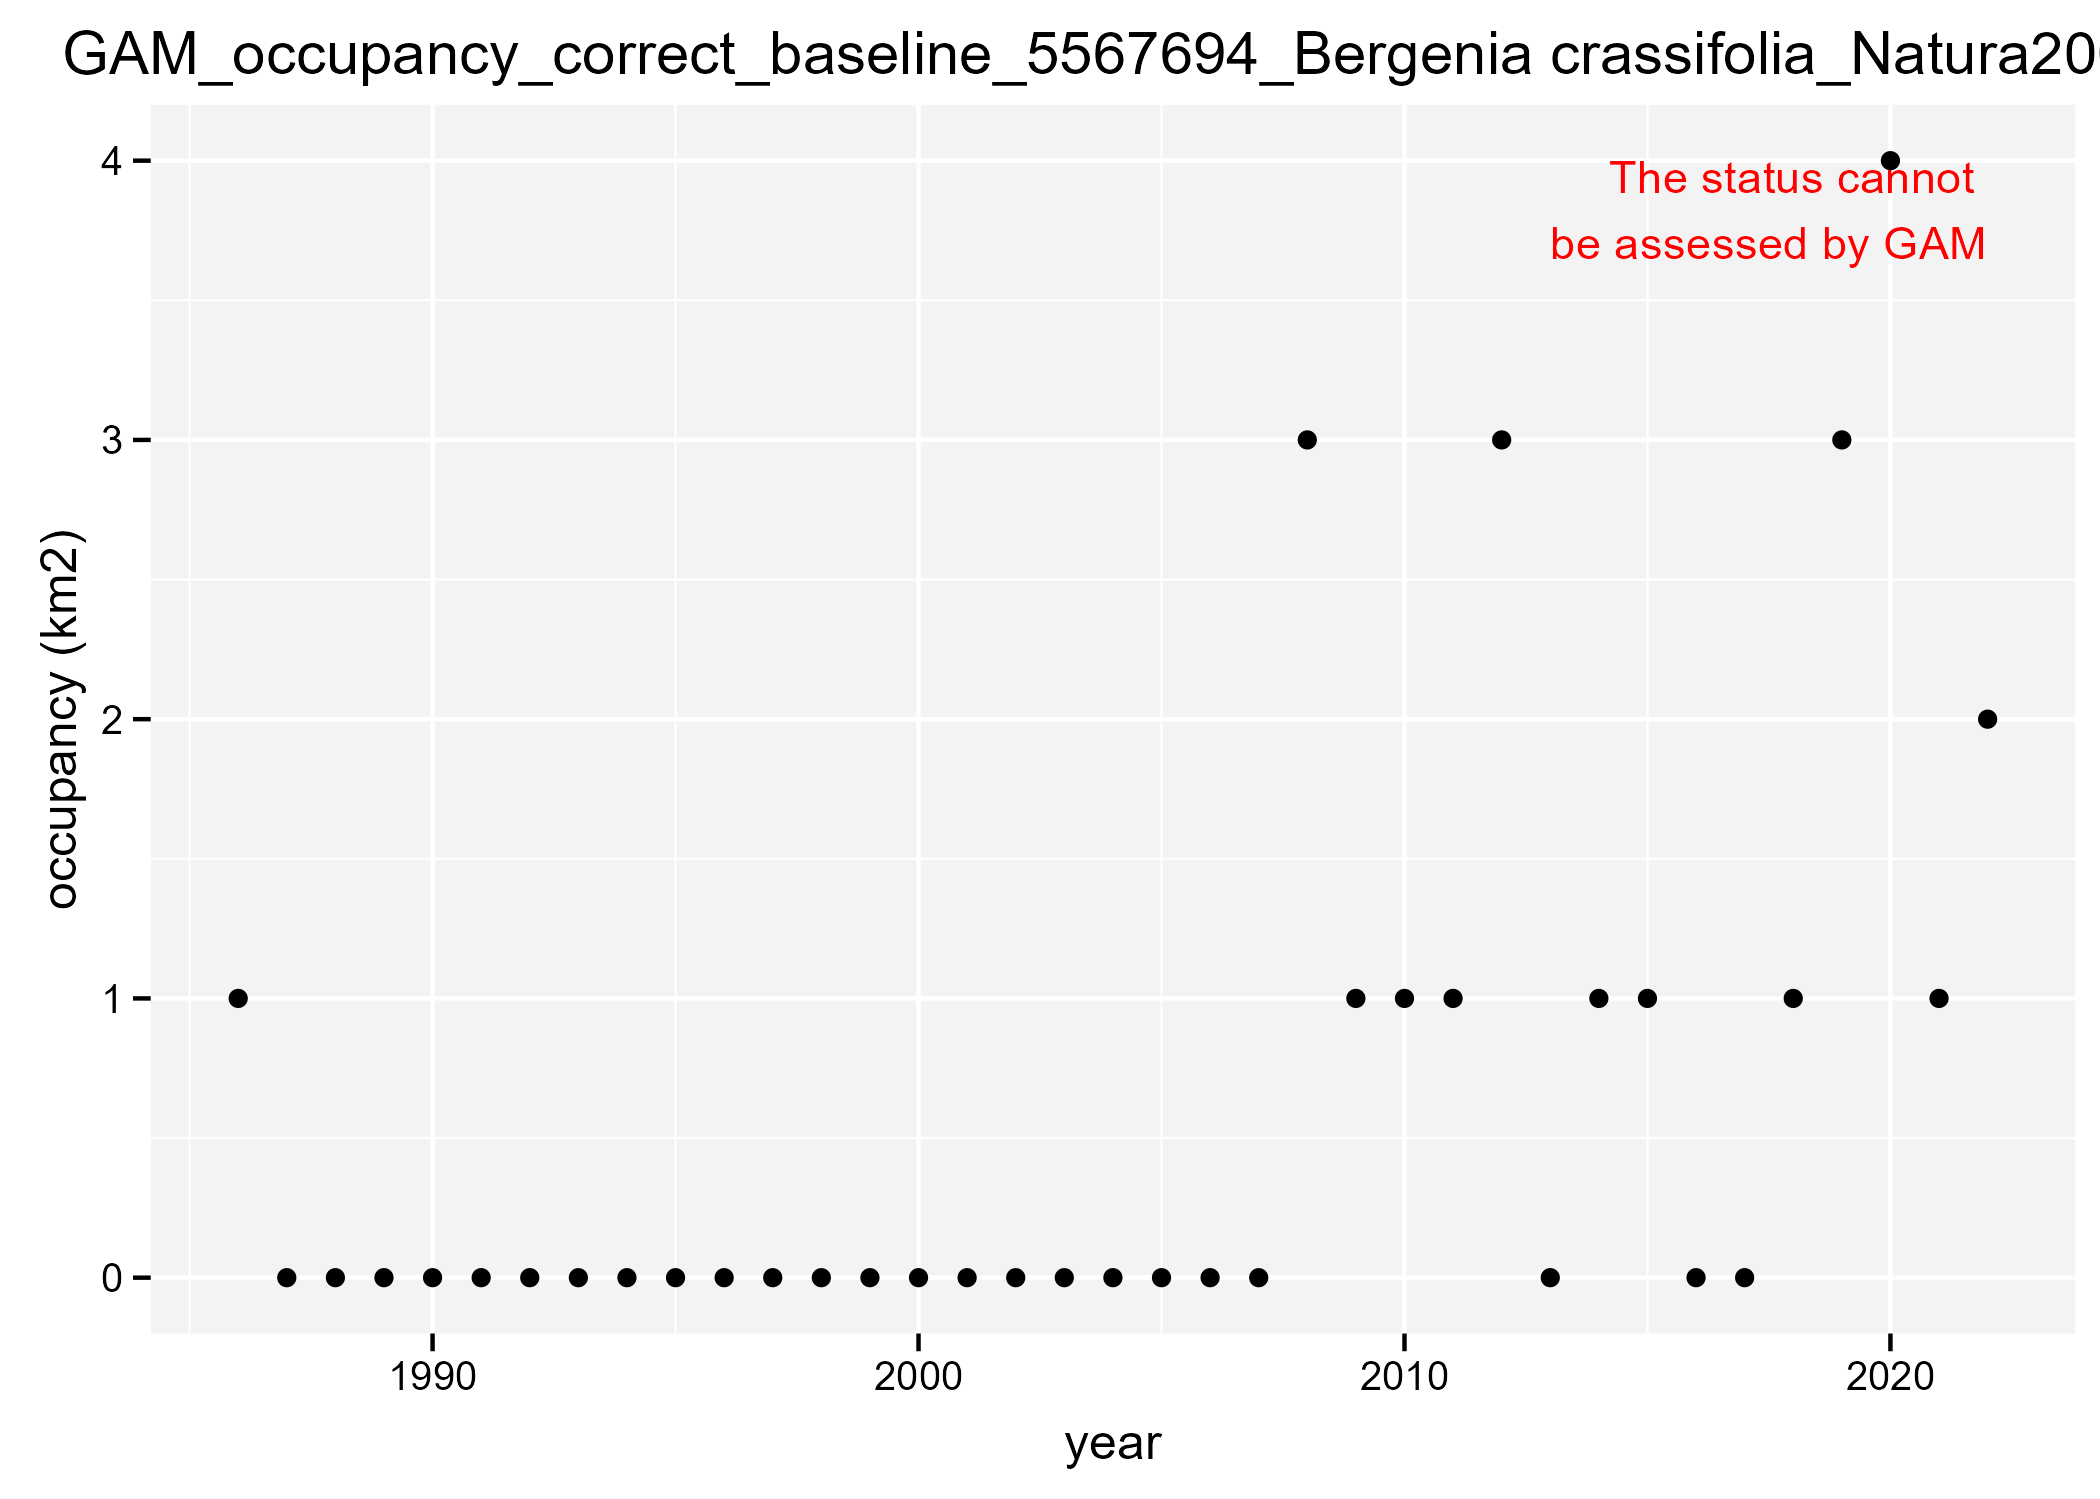 GAM_occupancy_correct_baseline_5567694_Bergenia crassifolia_Natura20
4
The status cannot
be assessed by GAM
3
occupancy (km2)
2
1
0
1990 2000 2010 2020
year